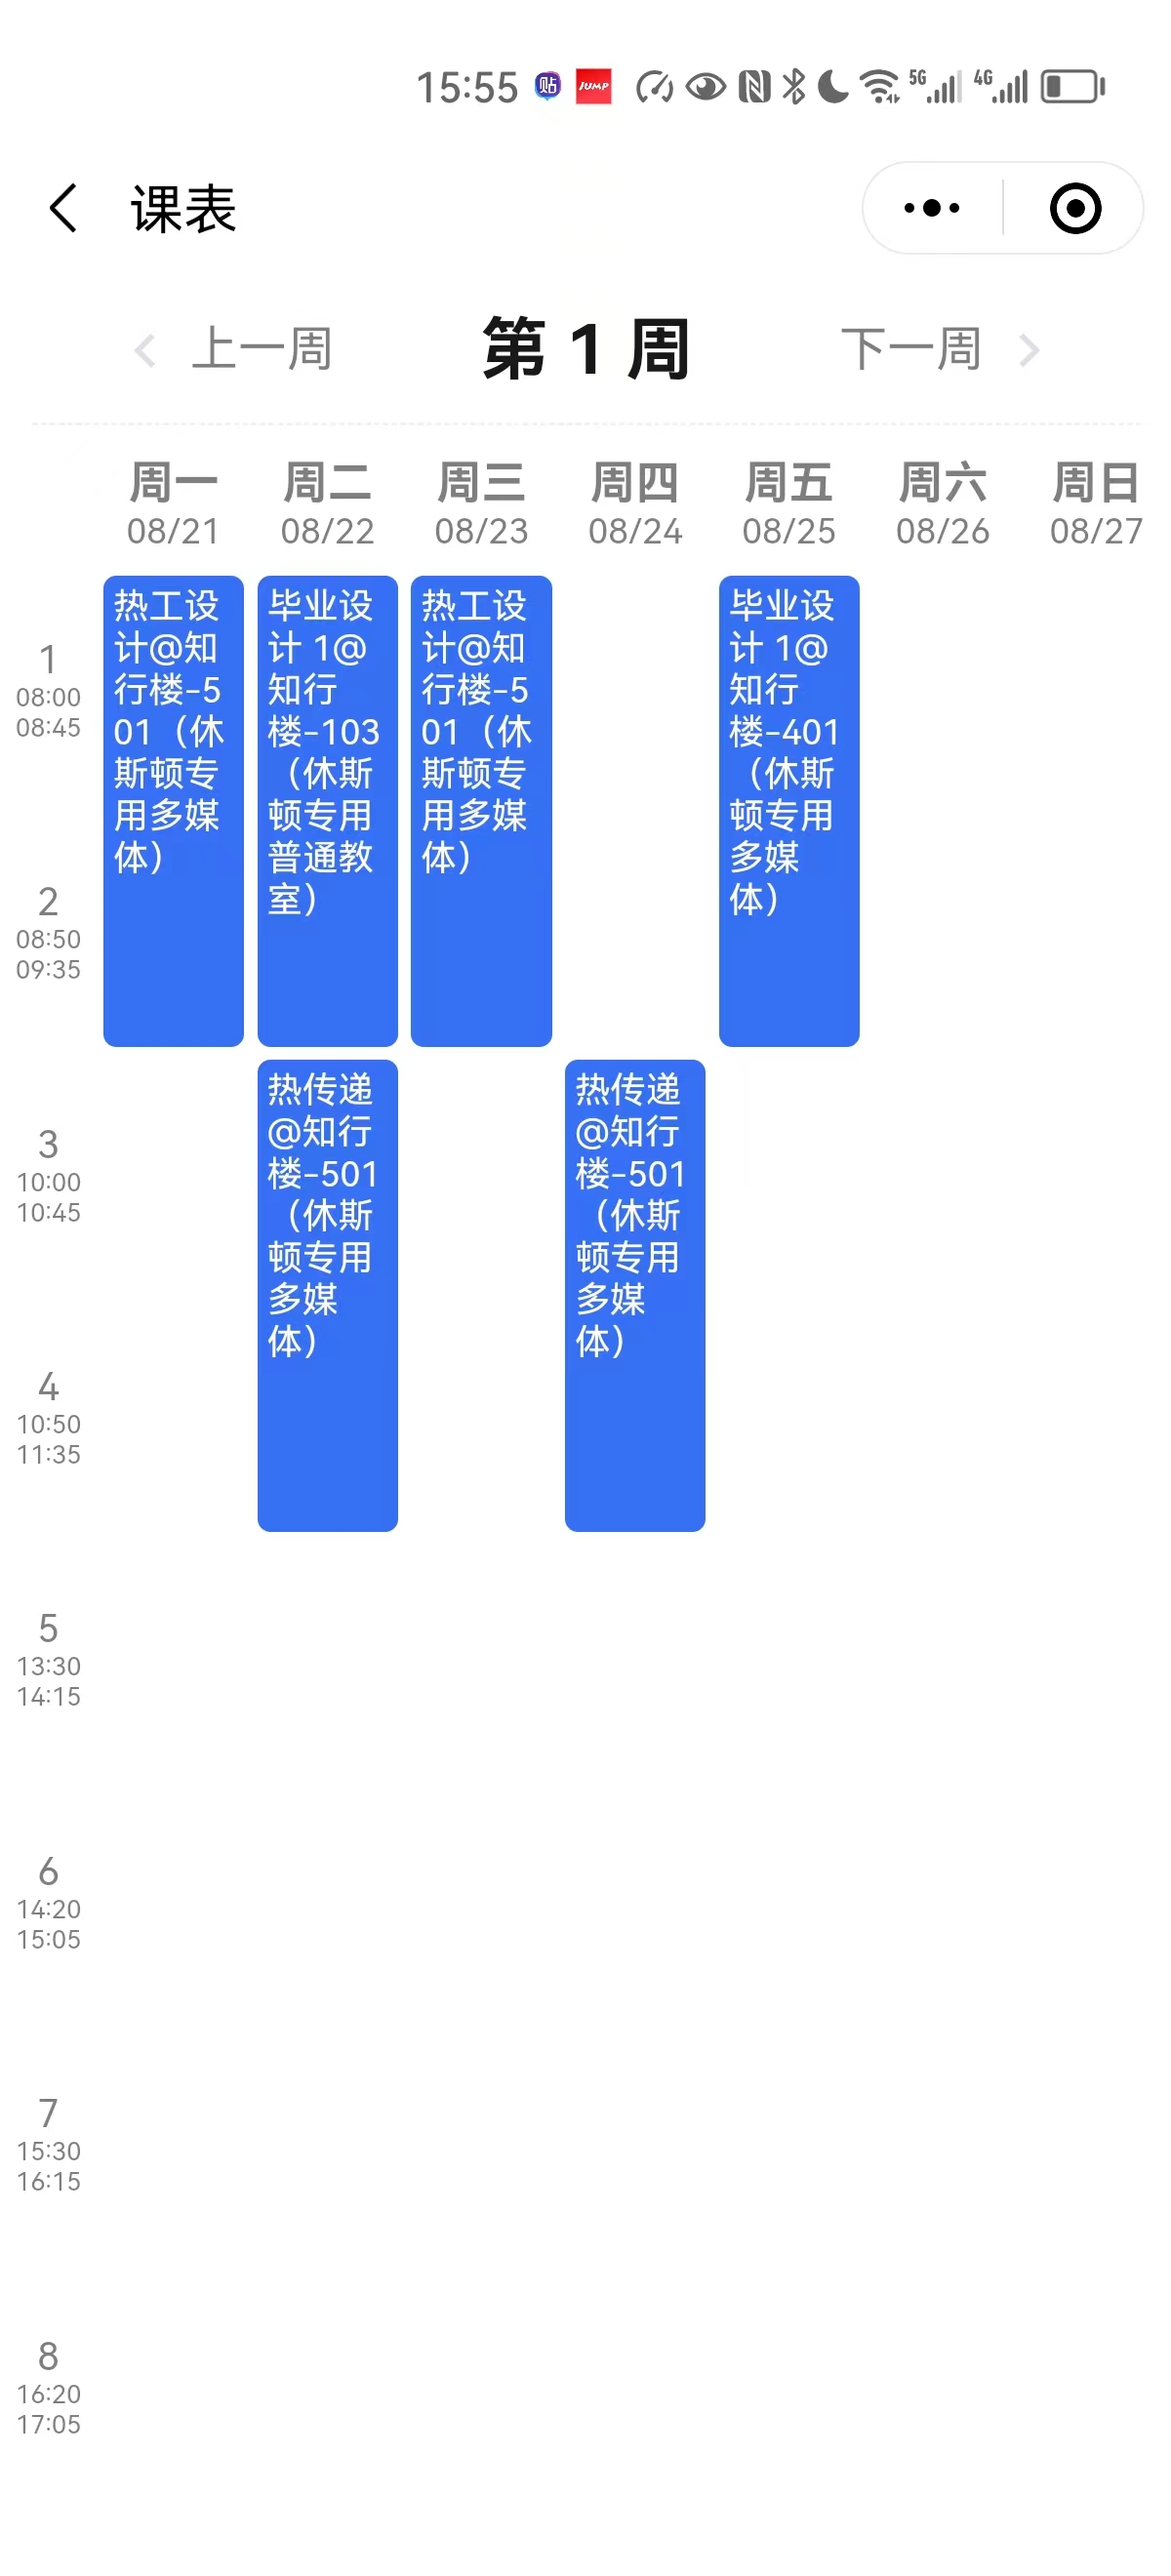 15:55 贴 JUMP 5G 4G
课表
上一周 第 1 周 下一周
周一 周二 周三 周四 周五 周六 周日
08/21 08/22 08/23 08/24 08/25 08/26 08/27
1
08:00
08:45
2
08:50
09:35
热工设
计@知
行楼-5
01（休
斯顿专
用多媒
体）
毕业设
计 1@
知行
楼-103
（休斯
顿专用
普通教
室）
热工设
计@知
行楼-5
01（休
斯顿专
用多媒
体）
毕业设
计 1@
知行
楼-401
（休斯
顿专用
多媒
体）
3
10:00
10:45
4
10:50
11:35
热传递
@知行
楼-501
（休斯
顿专用
多媒
体）
热传递
@知行
楼-501
（休斯
顿专用
多媒
体）
5
13:30
14:15
6
14:20
15:05
7
15:30
16:15
8
16:20
17:05